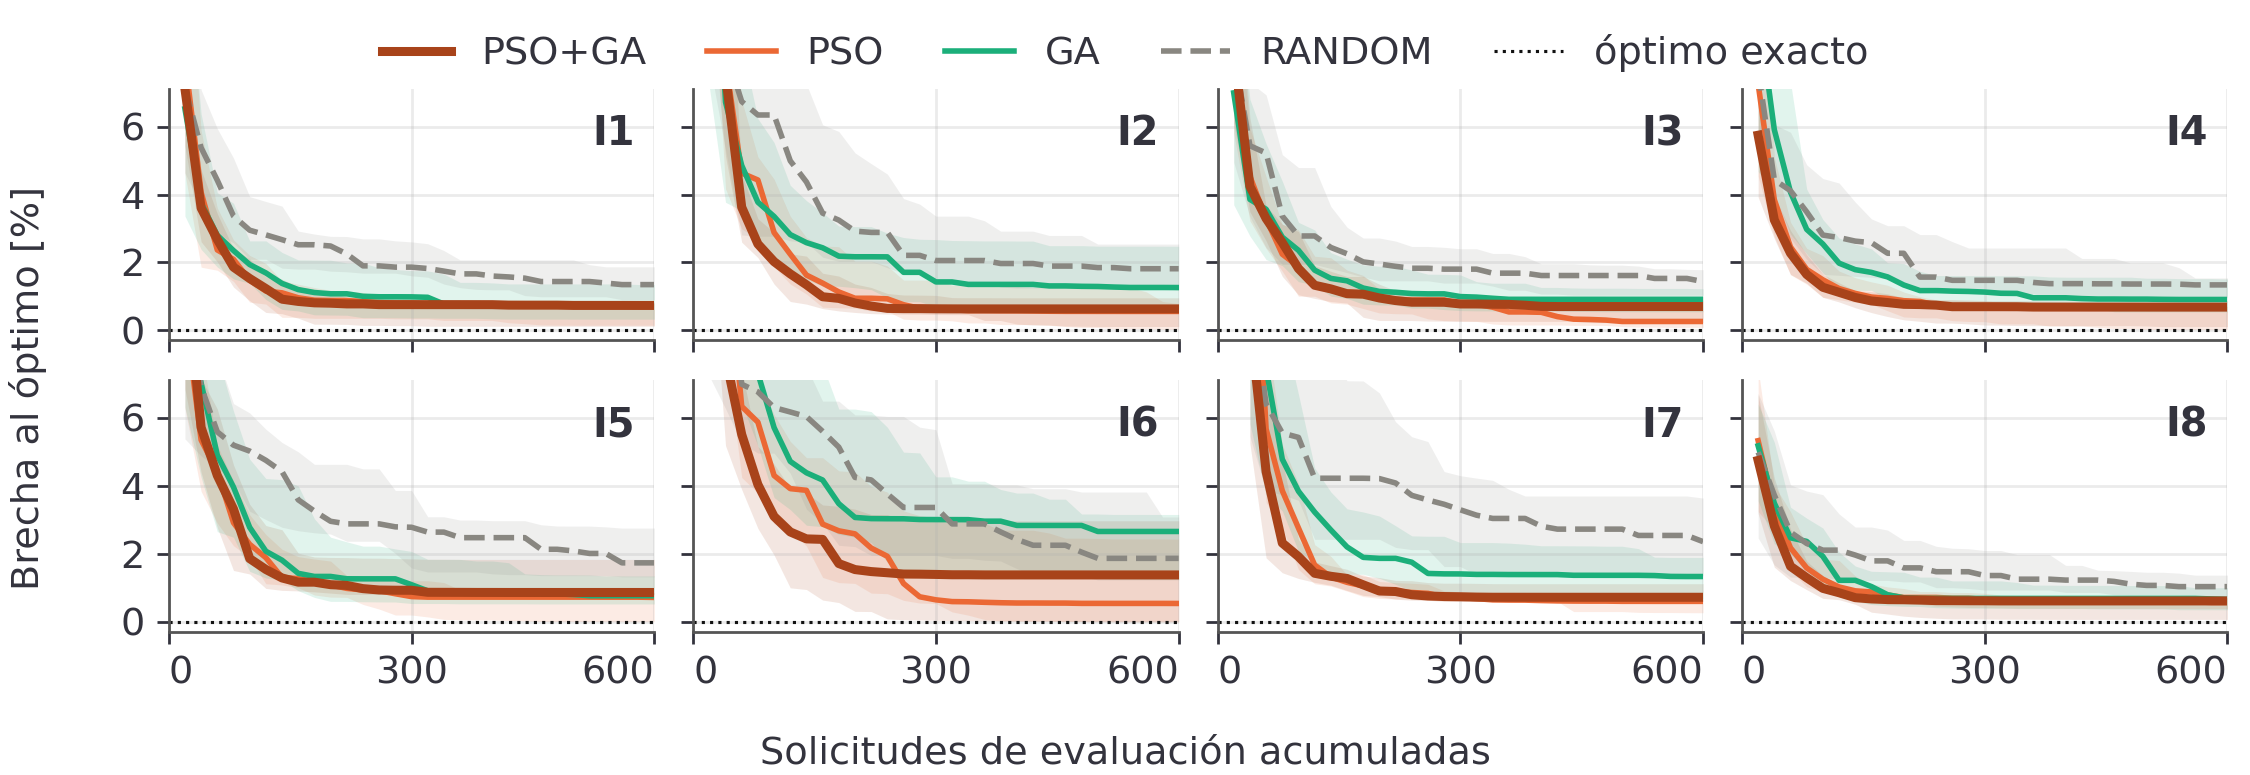 PSO+GA PSO GA RANDOM óptimo exacto
Brecha al óptimo [%]
6
4
2
0
I1
I2
I3
I4
6
4
2
0
I5
I6
I7
I8
0 300 600 0 300 600 0 300 600 0 300 600
Solicitudes de evaluación acumuladas